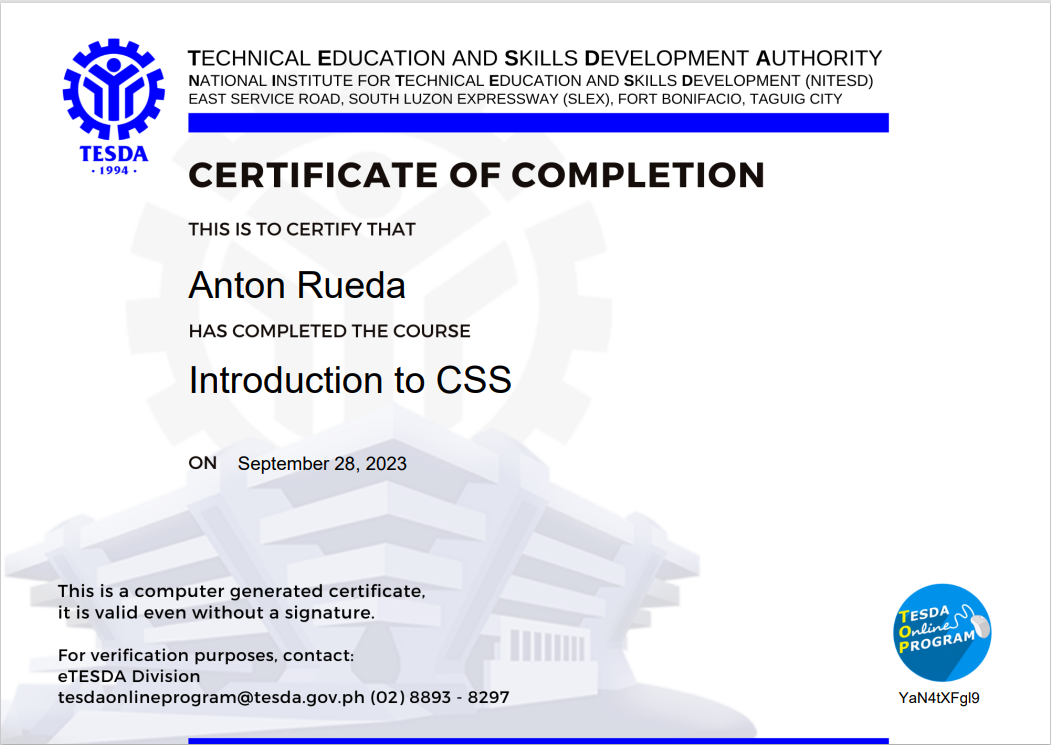 TECHNICAL EDUCATION AND SKILLS DEVELOPMENT AUTHORITY
NATIONAL INSTITUTE FOR TECHNICAL EDUCATION AND SKILLS DEVELOPMENT (NITESD)
EAST SERVICE ROAD, SOUTH LUZON EXPRESSWAY (SLEX), FORT BONIFACIO, TAGUIG CITY
TESDA
· 1994 ·
CERTIFICATE OF COMPLETION
THIS IS TO CERTIFY THAT
Anton Rueda
HAS COMPLETED THE COURSE
Introduction to CSS
ON September 28, 2023
This is a computer generated certificate,
it is valid even without a signature.
For verification purposes, contact:
eTESDA Division
tesdaonlineprogram@tesda.gov.ph (02) 8893 - 8297
TESDA
Online
PROGRAM
YaN4tXFgI9